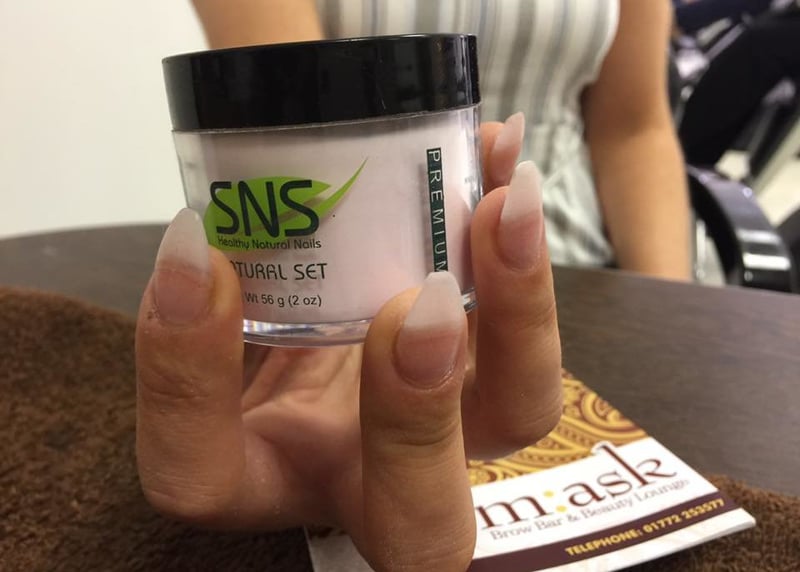 SNS
Healthy Natural Nails
NATURAL SET
Wt 56 g (2 oz)
PREMIUM
m:ask
Brow Bar & Beauty Lounge
TELEPHONE: 01772 253577